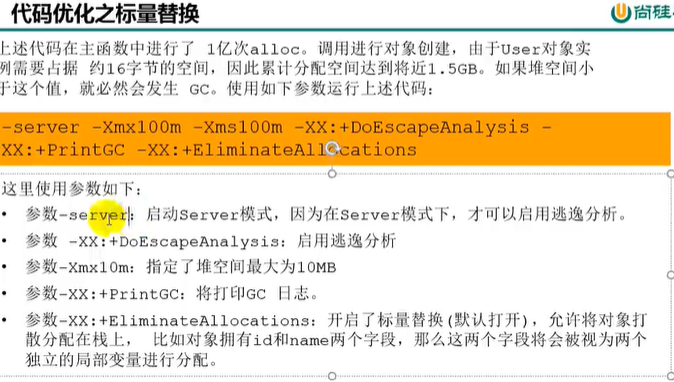 代码优化之标量替换
尚硅
上述代码在主函数中进行了 1亿次alloc。调用进行对象创建，由于User对象实
例需要占据 约16字节的空间，因此累计分配空间达到将近1.5GB。如果堆空间小
于这个值，就必然会发生 GC。使用如下参数运行上述代码：
-server -Xmx100m -Xms100m -XX:+DoEscapeAnalysis -
XX:+PrintGC -XX:+EliminateAllocations
这里使用参数如下：
• 参数-server：启动Server模式，因为在Server模式下，才可以启用逃逸分析。
• 参数 -XX:+DoEscapeAnalysis：启用逃逸分析
• 参数-Xmx10m：指定了堆空间最大为10MB
• 参数-XX:+PrintGC：将打印GC 日志。
• 参数-XX:+EliminateAllocations：开启了标量替换(默认打开)，允许将对象打
散分配在栈上， 比如对象拥有id和name两个字段，那么这两个字段将会被视为两个
独立的局部变量进行分配。